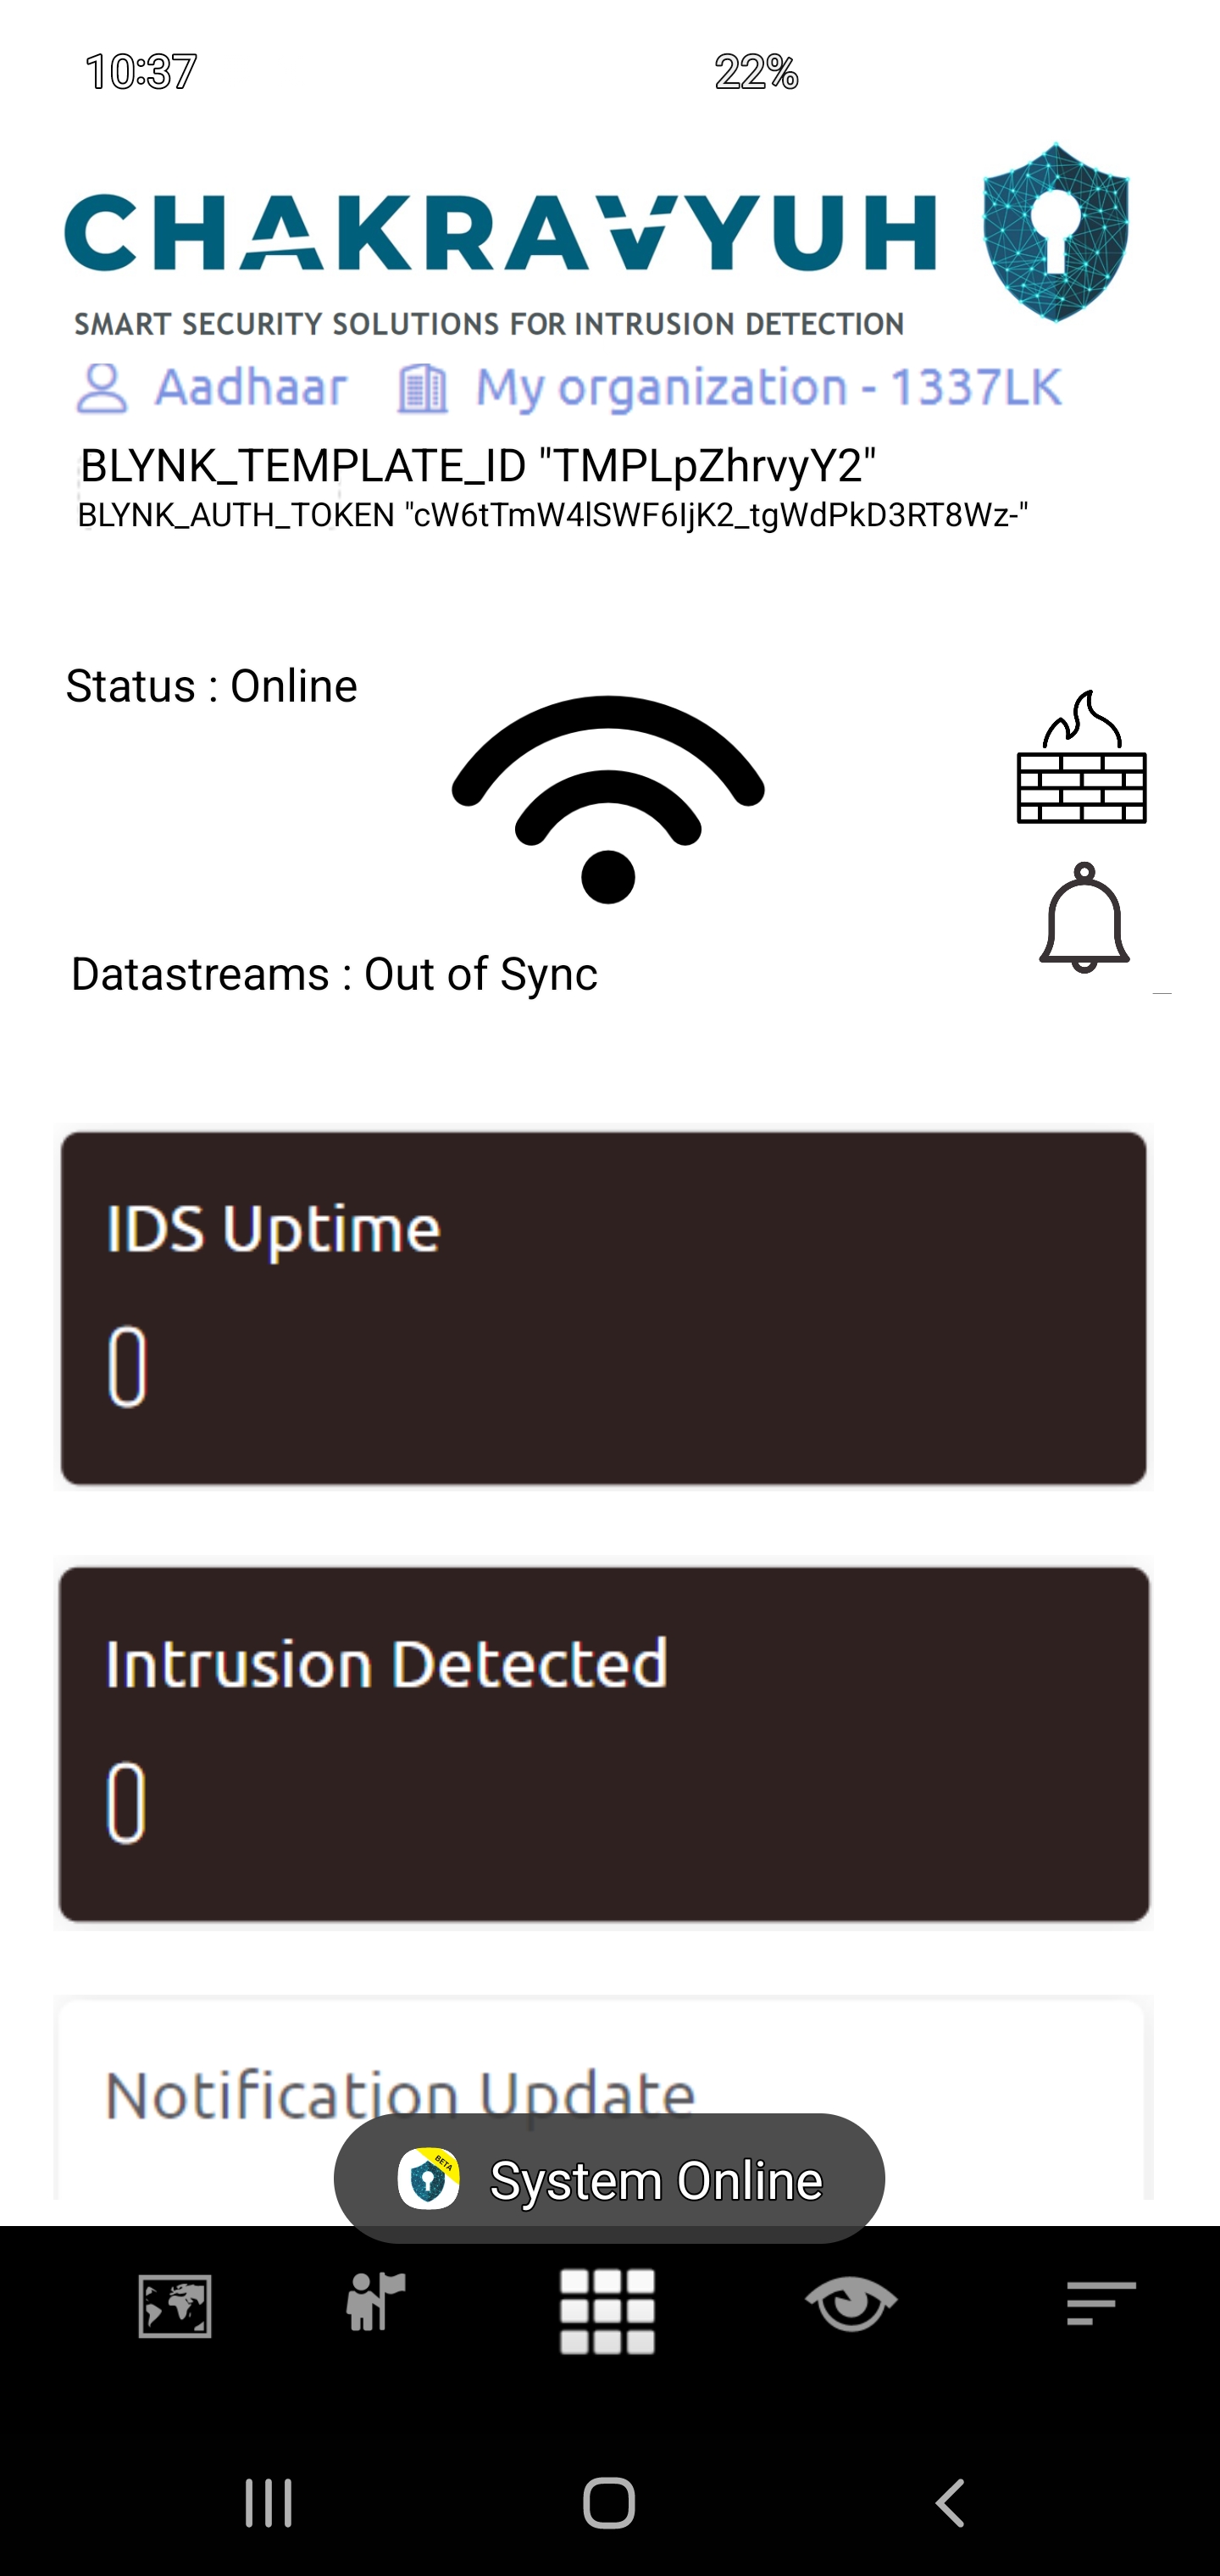 10:37 22%
CHAKRAVYUH
SMART SECURITY SOLUTIONS FOR INTRUSION DETECTION
Aadhaar My organization - 1337LK
BLYNK_TEMPLATE_ID "TMPLpZhrvyY2"
BLYNK_AUTH_TOKEN "cW6tTmW4lSWF6IjK2_tgWdPkD3RT8Wz-"
Status : Online
Datastreams : Out of Sync
IDS Uptime
0
Intrusion Detected
0
Notification Update
BETA
System Online